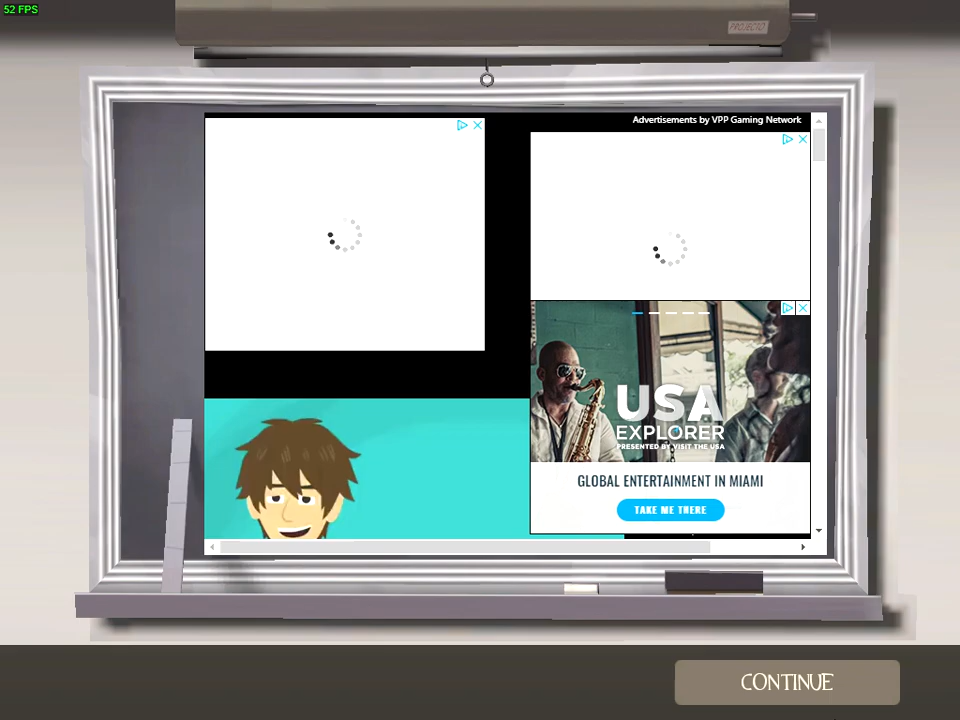 52 FPS
PROJECTO
Advertisements by VPP Gaming Network
USA
EXPLORER
PRESENTED BY VISIT THE USA
GLOBAL ENTERTAINMENT IN MIAMI
TAKE ME THERE
CONTINUE